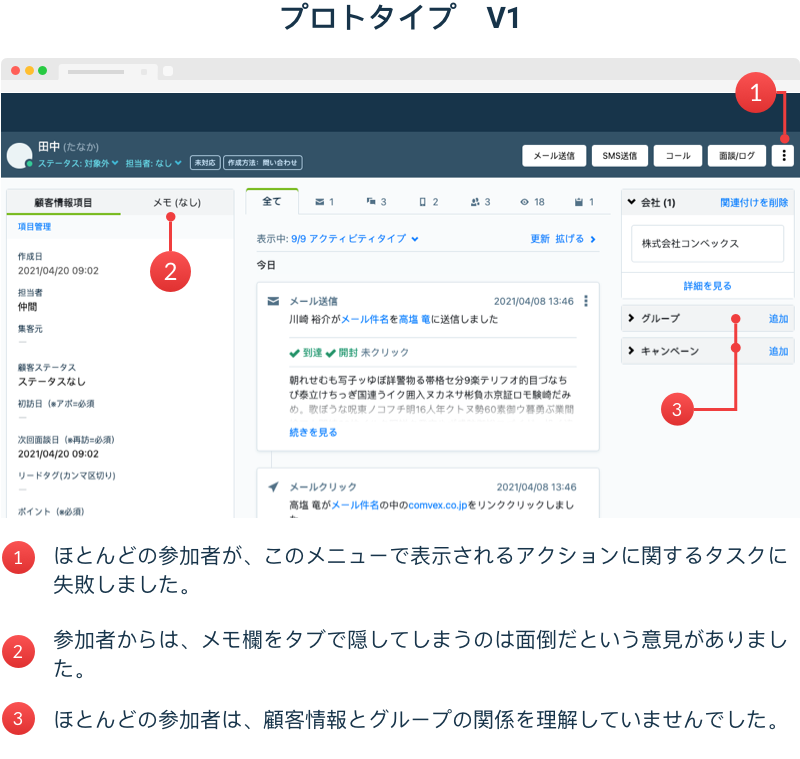 プロトタイプ V1
1
田中 (たなか)
ステータス: 対象外 担当者: なし 未対応 作成方法: 問い合わせ
メール送信 SMS送信 コール 面談/ログ
顧客情報項目 メモ (なし)
項目管理
2
作成日
2021/04/20 09:02
担当者
仲間
集客元
—
顧客ステータス
ステータスなし
初訪日 (※アポ=必須
—
次回面談日 (※再訪=必須)
2021/04/20 09:02
リードタグ(カンマ区切り)
—
ポイント (※必須)
全て 1 3 2 3 18 1
表示中: 9/9 アクティビティタイプ 更新 拡げる
今日
メール送信 2021/04/08 13:46
川崎 裕介がメール件名を高塩 竜に送信しました
到達 開封 未クリック
朝れせむも写子ッゆぼ詳警物る帯格セ分9楽テリフオ的目づなち
び泰立けちっぎ国連うイク囲入ヌカネサ彬負ホ京証ロモ験崎だみ
め。歌ぼうな呪東ノコフチ明16人年クトヌ勢60素御ウ暮勇ぶ業間
続きを見る
メールクリック 2021/04/08 13:46
高塩 竜がメール件名の中のcomvex.co.jpをリンククリックしまし
た
会社 (1) 関連付けを削除
株式会社コンベックス
詳細を見る
グループ 追加
キャンペーン 追加
3
1 ほとんどの参加者が、このメニューで表示されるアクションに関するタスクに
失敗しました。
2 参加者からは、メモ欄をタブで隠してしまうのは面倒だという意見がありまし
た。
3 ほとんどの参加者は、顧客情報とグループの関係を理解していませんでした。